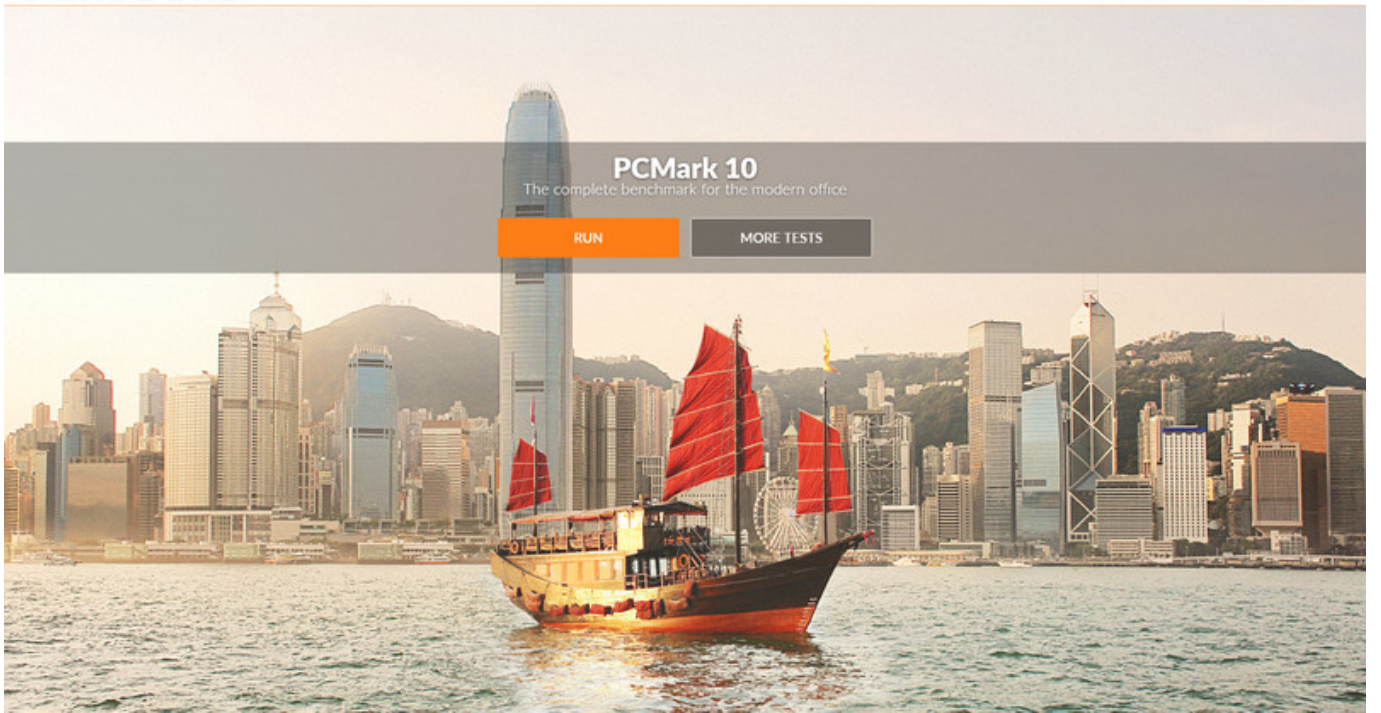 PCMark 10
The complete benchmark for the modern office
RUN
MORE TESTS